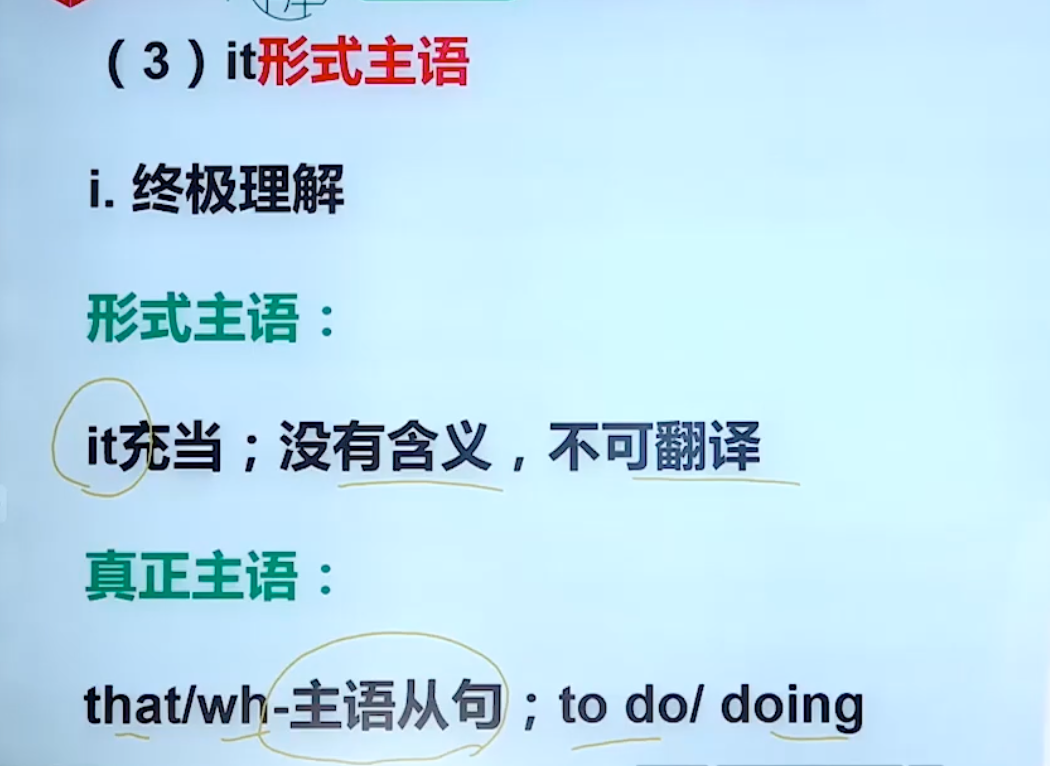 （3）it形式主语
i. 终极理解
形式主语：
it充当；没有含义，不可翻译
真正主语：
that/wh-主语从句；to do/ doing